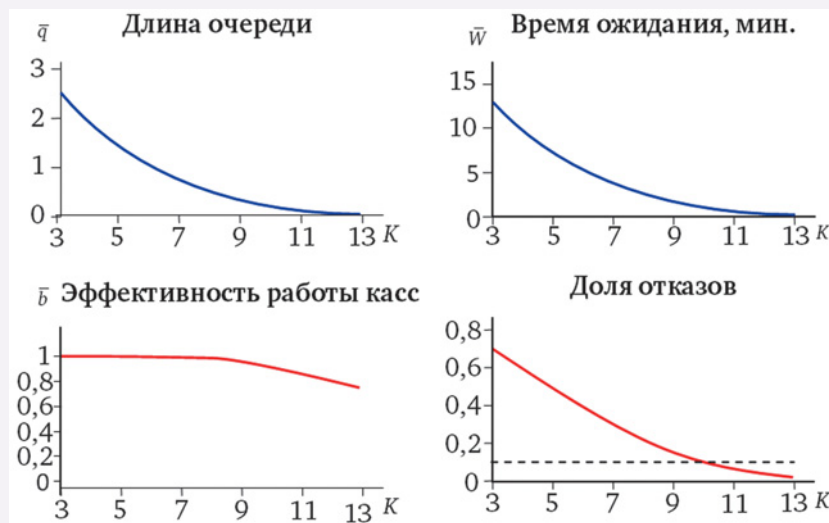 q̄ Длина очереди
3
2
1
0
3 5 7 9 11 13 K
W̄ Время ожидания, мин.
15
10
5
0
3 5 7 9 11 13 K
b̄ Эффективность работы касс
1
0,8
0,6
0,4
0,2
0
3 5 7 9 11 13 K
Доля отказов
0,8
0,6
0,4
0,2
0
3 5 7 9 11 13 K